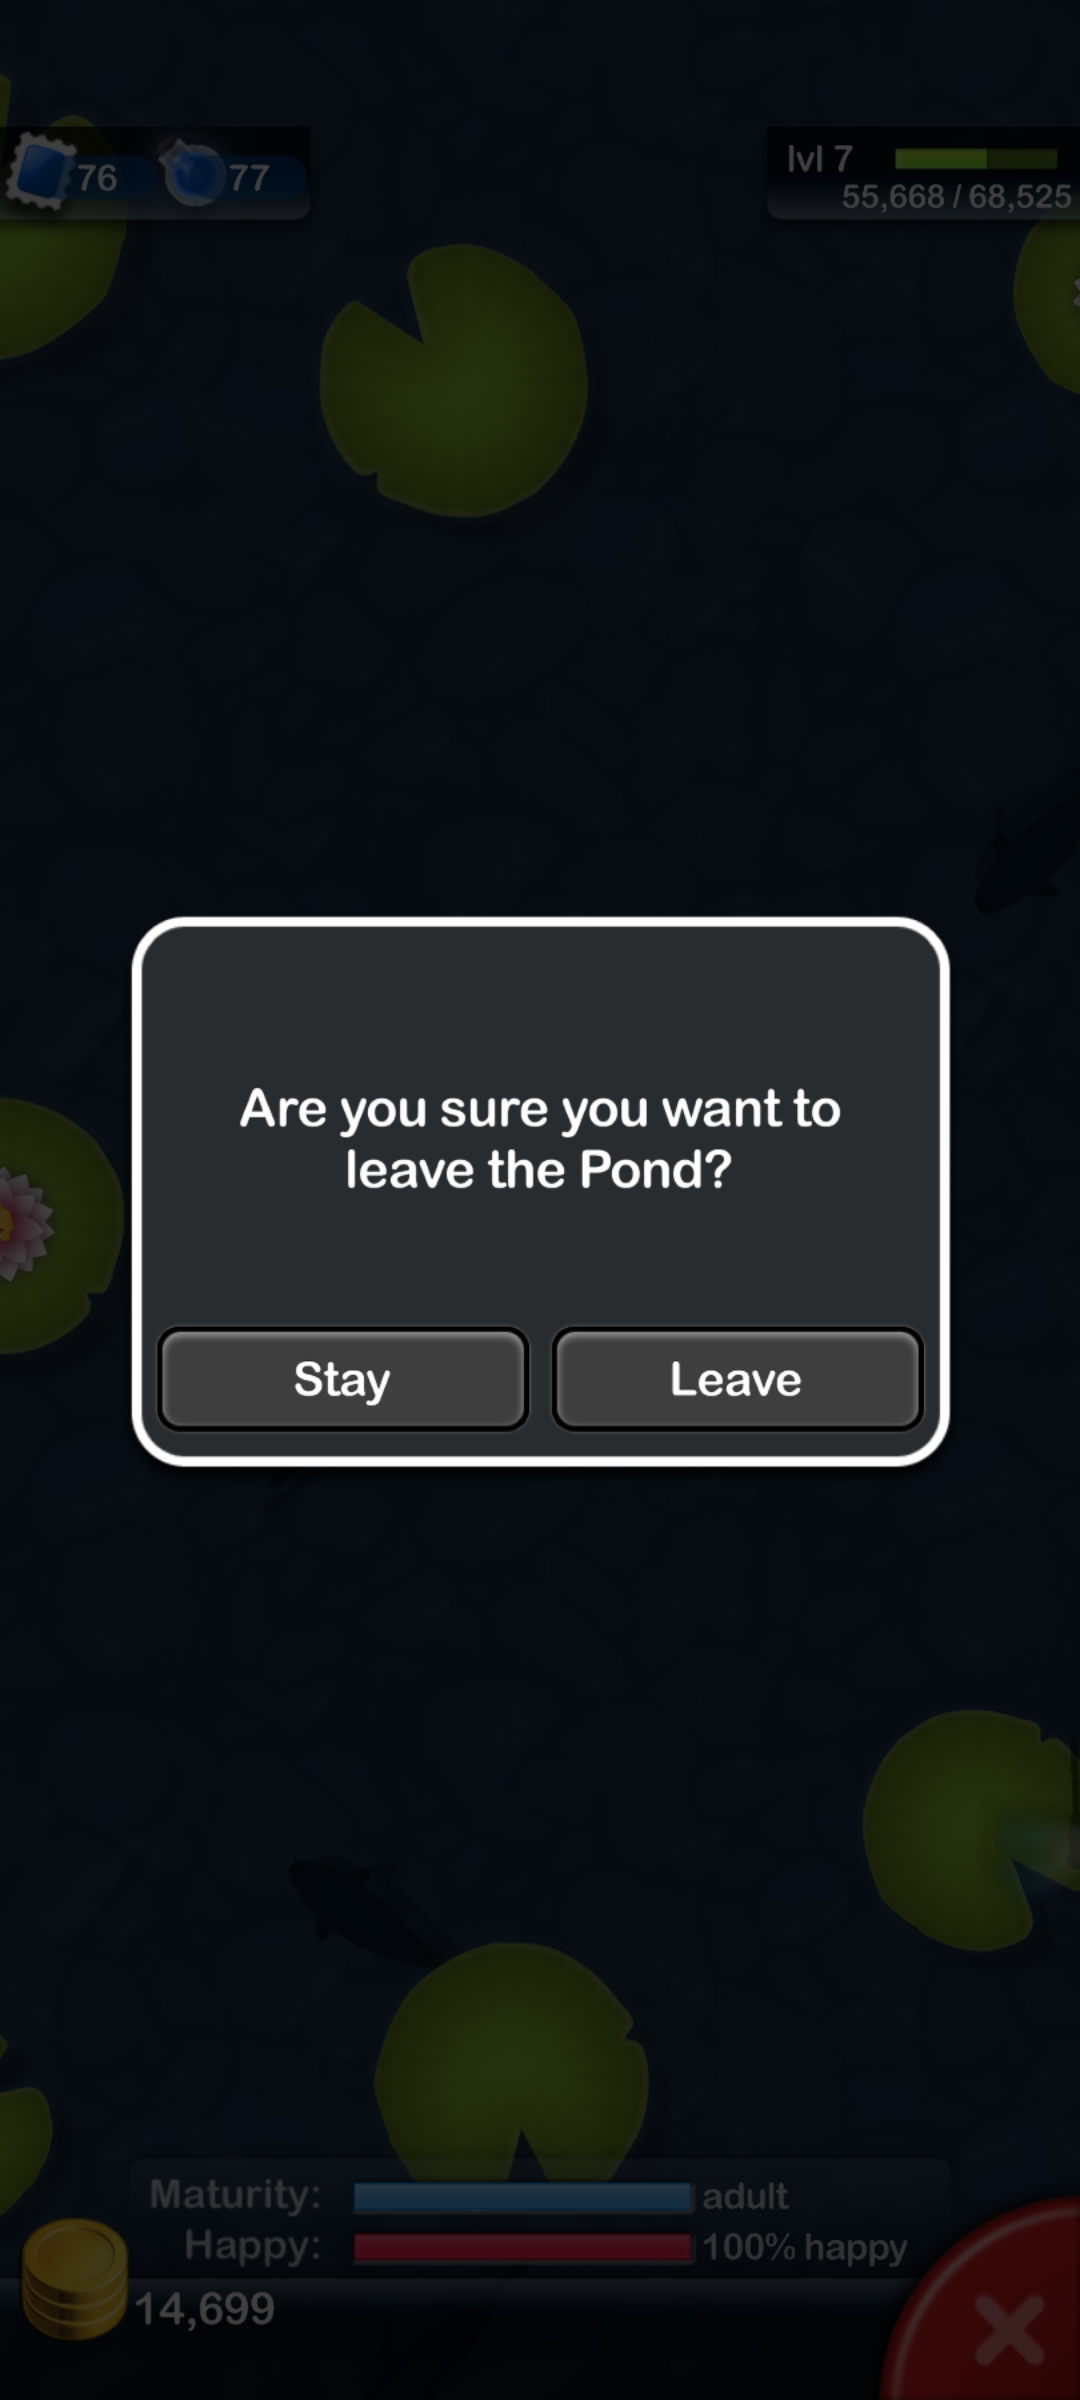 76
77
lvl 7
55,668 / 68,525
Are you sure you want to
leave the Pond?
Stay
Leave
Maturity:
adult
Happy:
100% happy
14,699